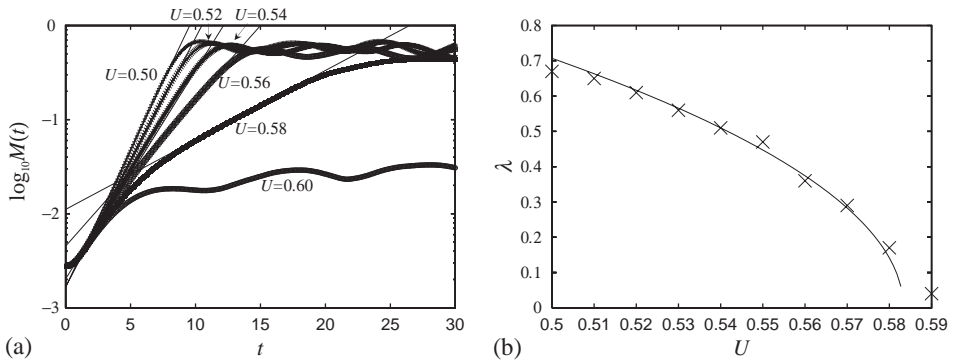 0
−1
−2
−3
log₁₀M(t)
U=0.52
U=0.54
U=0.50
U=0.56
U=0.58
U=0.60
0 5 10 15 20 25 30
t
(a)
0.8
0.7
0.6
0.5
0.4
0.3
0.2
0.1
0
λ
0.5 0.51 0.52 0.53 0.54 0.55 0.56 0.57 0.58 0.59
U
(b)